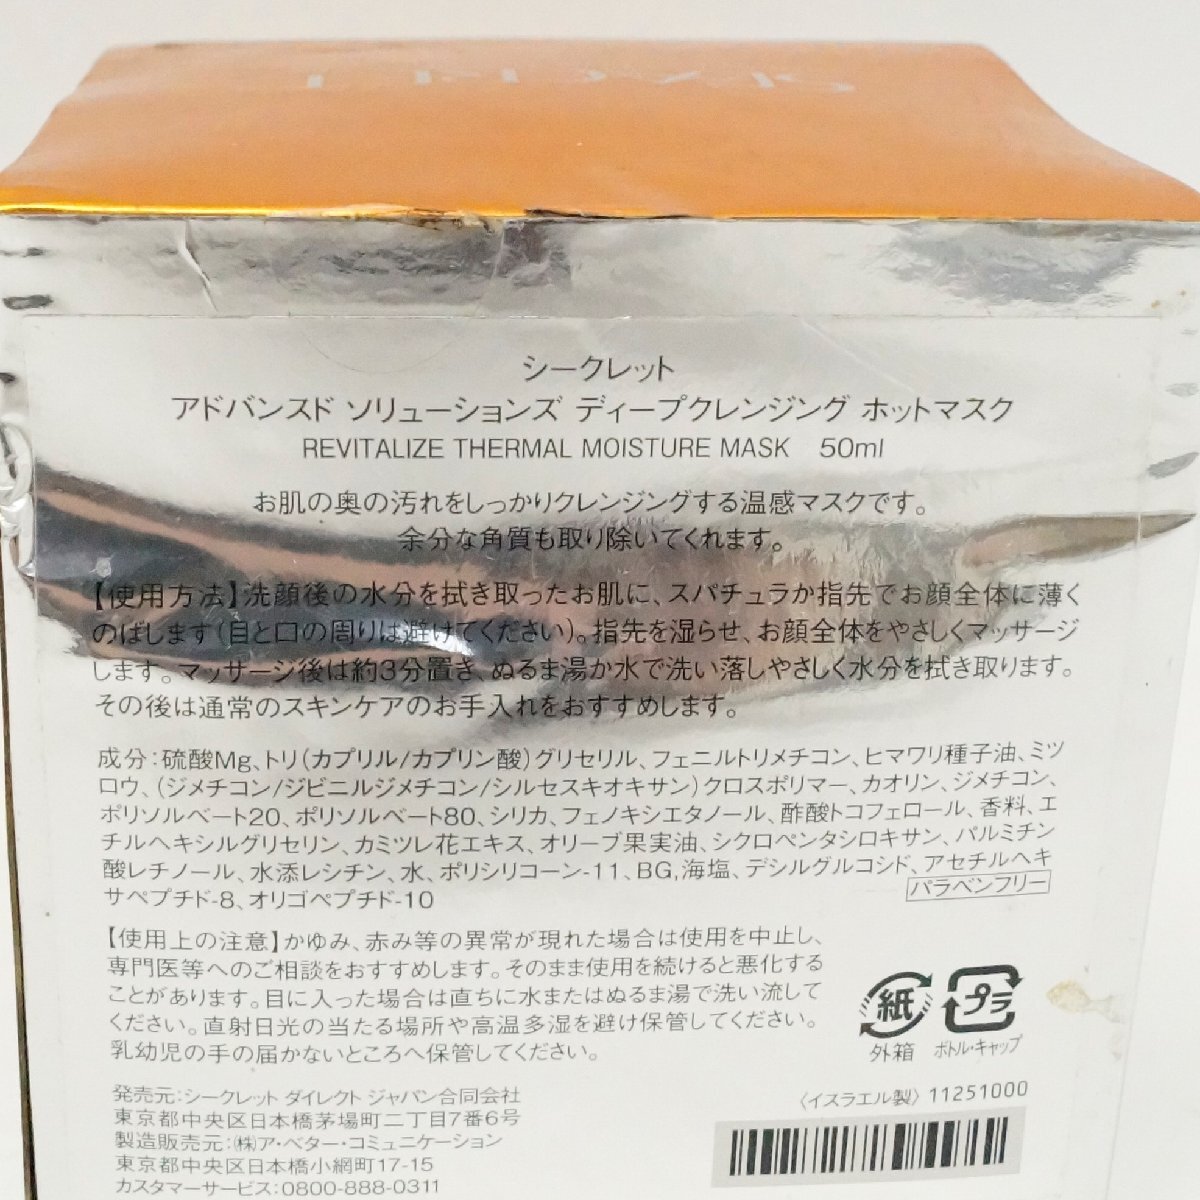 シークレット
アドバンスド ソリューションズ ディープクレンジング ホットマスク
REVITALIZE THERMAL MOISTURE MASK 50ml
お肌の奥の汚れをしっかりクレンジングする温感マスクです。
余分な角質も取り除いてくれます。
【使用方法】洗顔後の水分を拭き取ったお肌に、スパチュラか指先でお顔全体に薄く
のばします(目と口の周りは避けてください)。指先を湿らせ、お顔全体をやさしくマッサージ
します。マッサージ後は約3分置き、ぬるま湯か水で洗い落しやさしく水分を拭き取ります。
その後は通常のスキンケアのお手入れをおすすめします。
成分:硫酸Mg、トリ(カプリル/カプリン酸)グリセリル、フェニルトリメチコン、ヒマワリ種子油、ミツ
ロウ、(ジメチコン/ジビニルジメチコン/シルセスキオキサン)クロスポリマー、カオリン、ジメチコン、
ポリソルベート20、ポリソルベート80、シリカ、フェノキシエタノール、酢酸トコフェロール、香料、エ
チルヘキシルグリセリン、カミツレ花エキス、オリーブ果実油、シクロペンタシロキサン、パルミチン
酸レチノール、水添レシチン、水、ポリシリコーン-11、BG,海塩、デシルグルコシド、アセチルヘキ
サペプチド-8、オリゴペプチド-10
パラベンフリー
【使用上の注意】かゆみ、赤み等の異常が現れた場合は使用を中止し、
専門医等へのご相談をおすすめします。そのまま使用を続けると悪化する
ことがあります。目に入った場合は直ちに水またはぬるま湯で洗い流して
ください。直射日光の当たる場所や高温多湿を避け保管してください。
乳幼児の手の届かないところへ保管してください。
紙
外箱
プラ
ボトル・キャップ
発売元:シークレット ダイレクト ジャパン合同会社
東京都中央区日本橋茅場町二丁目7番6号
製造販売元:㈱ア・ベター・コミュニケーション
東京都中央区日本橋小網町17-15
カスタマーサービス:0800-888-0311
〈イスラエル製〉11251000